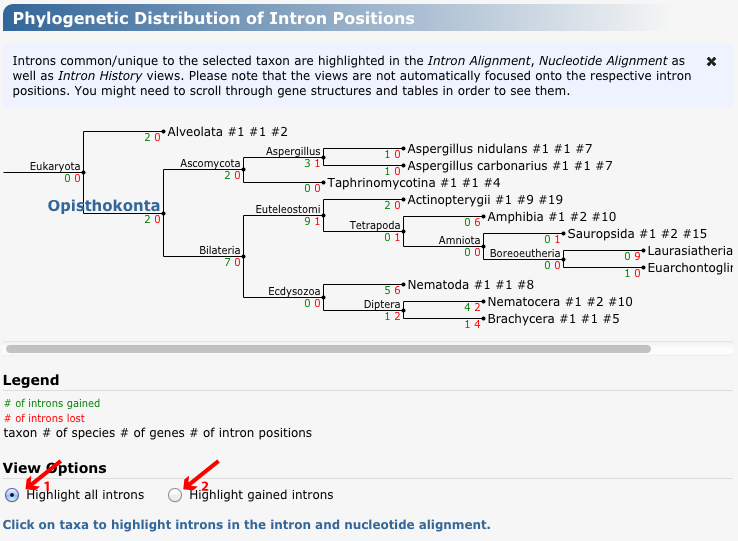 Phylogenetic Distribution of Intron Positions
Introns common/unique to the selected taxon are highlighted in the Intron Alignment, Nucleotide Alignment as
well as Intron History views. Please note that the views are not automatically focused onto the respective intron
positions. You might need to scroll through gene structures and tables in order to see them.
Alveolata #1 #1 #2
2 0
Aspergillus
3 1
Aspergillus nidulans #1 #1 #7
1 0
Eukaryota
0 0
Ascomycota
2 0
Aspergillus carbonarius #1 #1 #7
1 0
Taphrinomycotina #1 #1 #4
0 0
Opisthokonta
2 0
Euteleostomi
9 1
Actinopterygii #1 #9 #19
2 0
Tetrapoda
0 1
Amphibia #1 #2 #10
0 6
Amniota
0 0
Sauropsida #1 #2 #15
0 1
Bilateria
7 0
Boreoeutheria
0 0
Laurasiatheria
0 9
Euarchontogli
1 0
Ecdysozoa
0 0
Nematoda #1 #1 #8
5 6
Diptera
1 2
Nematocera #1 #2 #10
4 2
Brachycera #1 #1 #5
1 4
Legend
# of introns gained
# of introns lost
taxon # of species # of genes # of intron positions
View Options
1
2
Highlight all introns
Highlight gained introns
Click on taxa to highlight introns in the intron and nucleotide alignment.